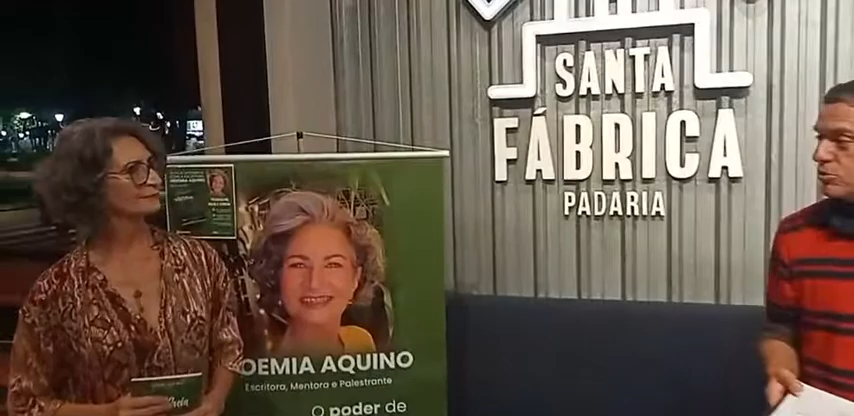 SANTA
FÁBRICA
PADARIA
OEMIA AQUINO
Escritora, Mentora e Palestrante
O poder de